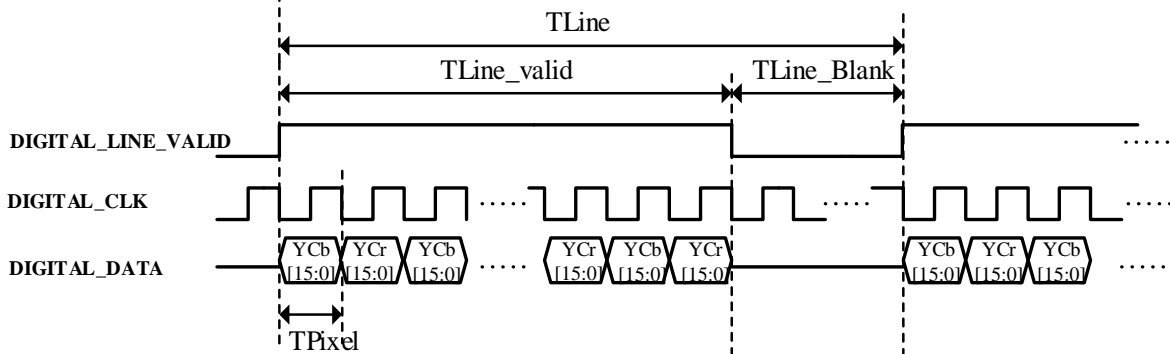 TLine
TLine_valid TLine_Blank
DIGITAL_LINE_VALID ......
DIGITAL_CLK ...... ...... ......
DIGITAL_DATA YCb YCr YCb ...... YCr YCb YCr YCb YCr YCb ......
[15:0] [15:0] [15:0] [15:0] [15:0] [15:0] [15:0] [15:0] [15:0]
TPixel